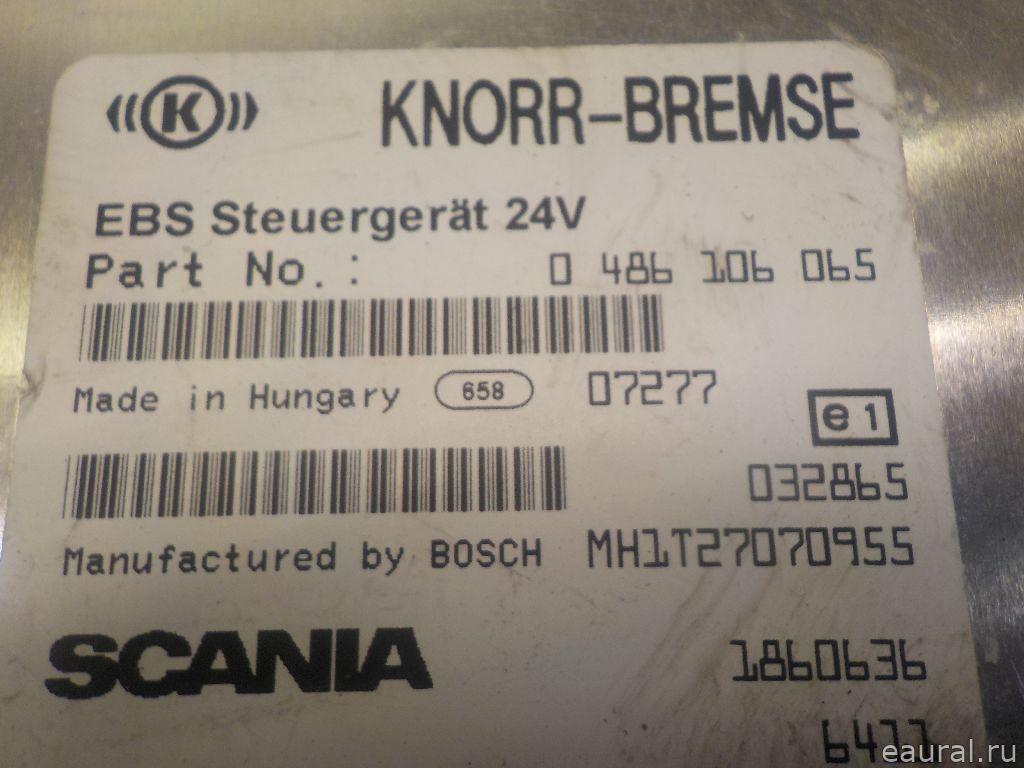 K KNORR-BREMSE
EBS Steuergerät 24V
Part No.: 0 486 106 065
Made in Hungary 658 07277
e1
032865
Manufactured by BOSCH MH1T27070955
SCANIA 1860636
6411
eaural.ru